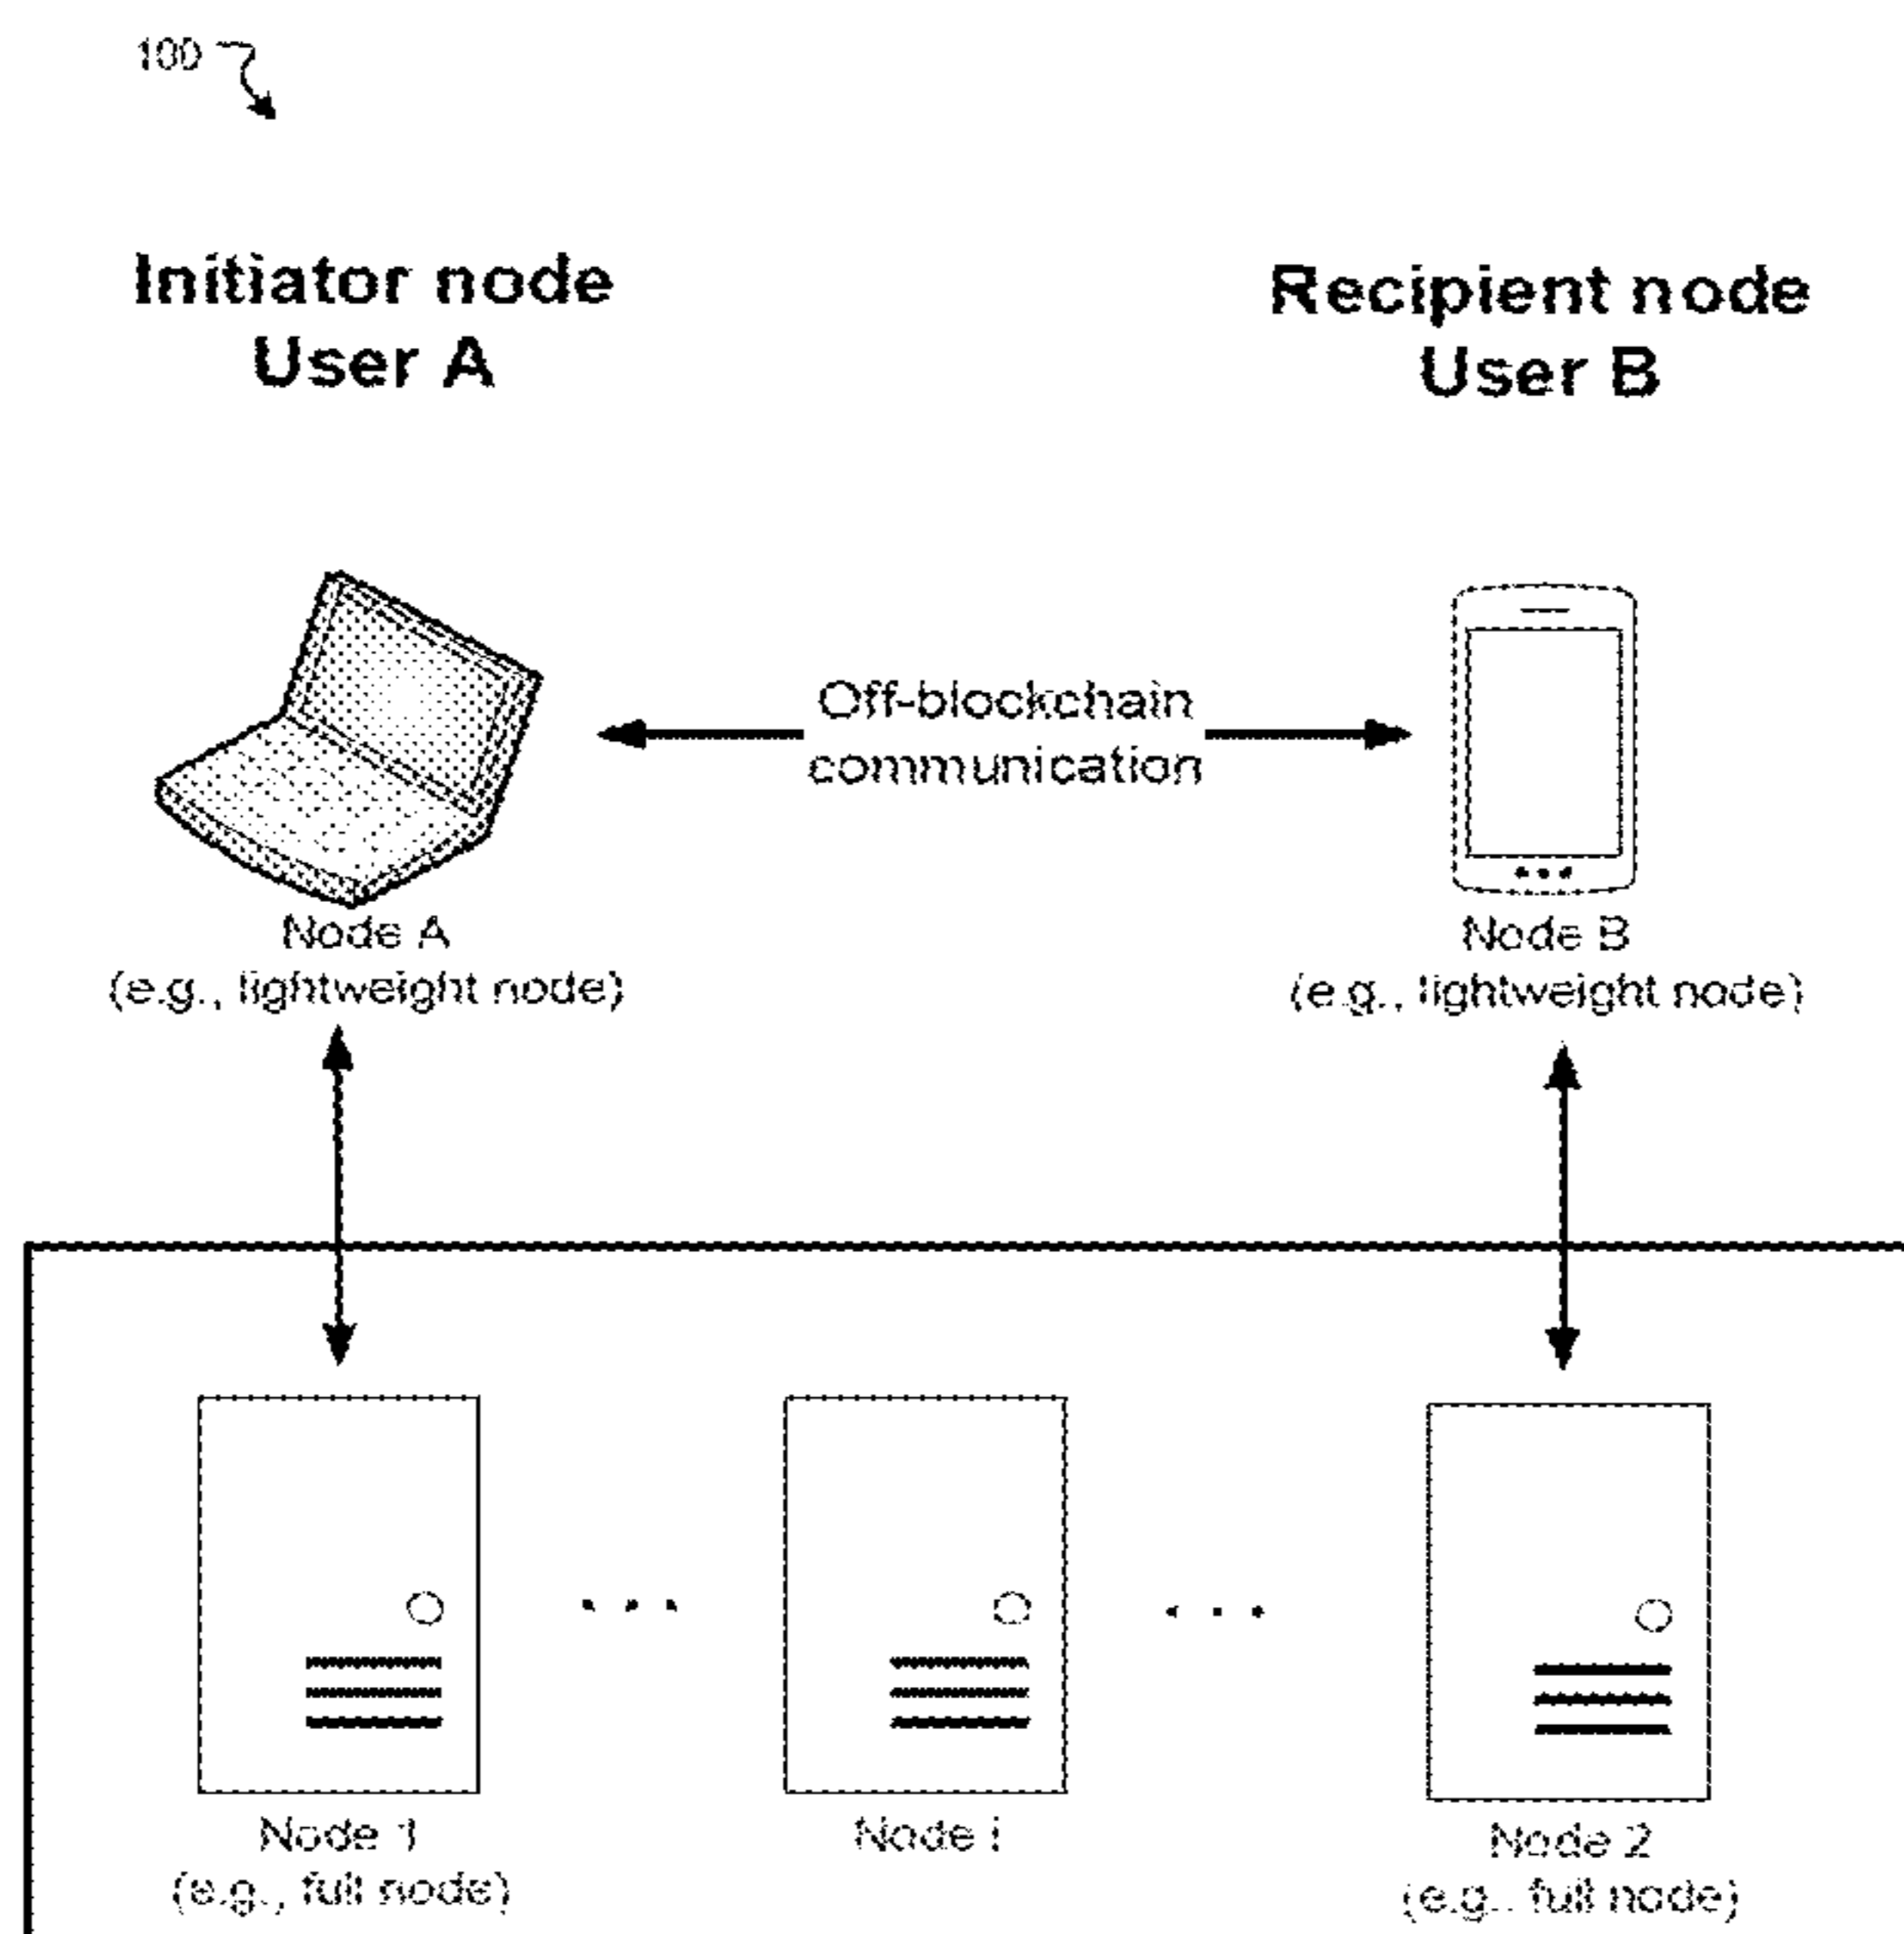 100
Initiator node
User A
Recipient node
User B
Off-blockchain
communication
Node A
(e.g., lightweight node)
Node B
(e.g., lightweight node)
Node 1
(e.g., full node)
Node i
Node 2
(e.g., full node)